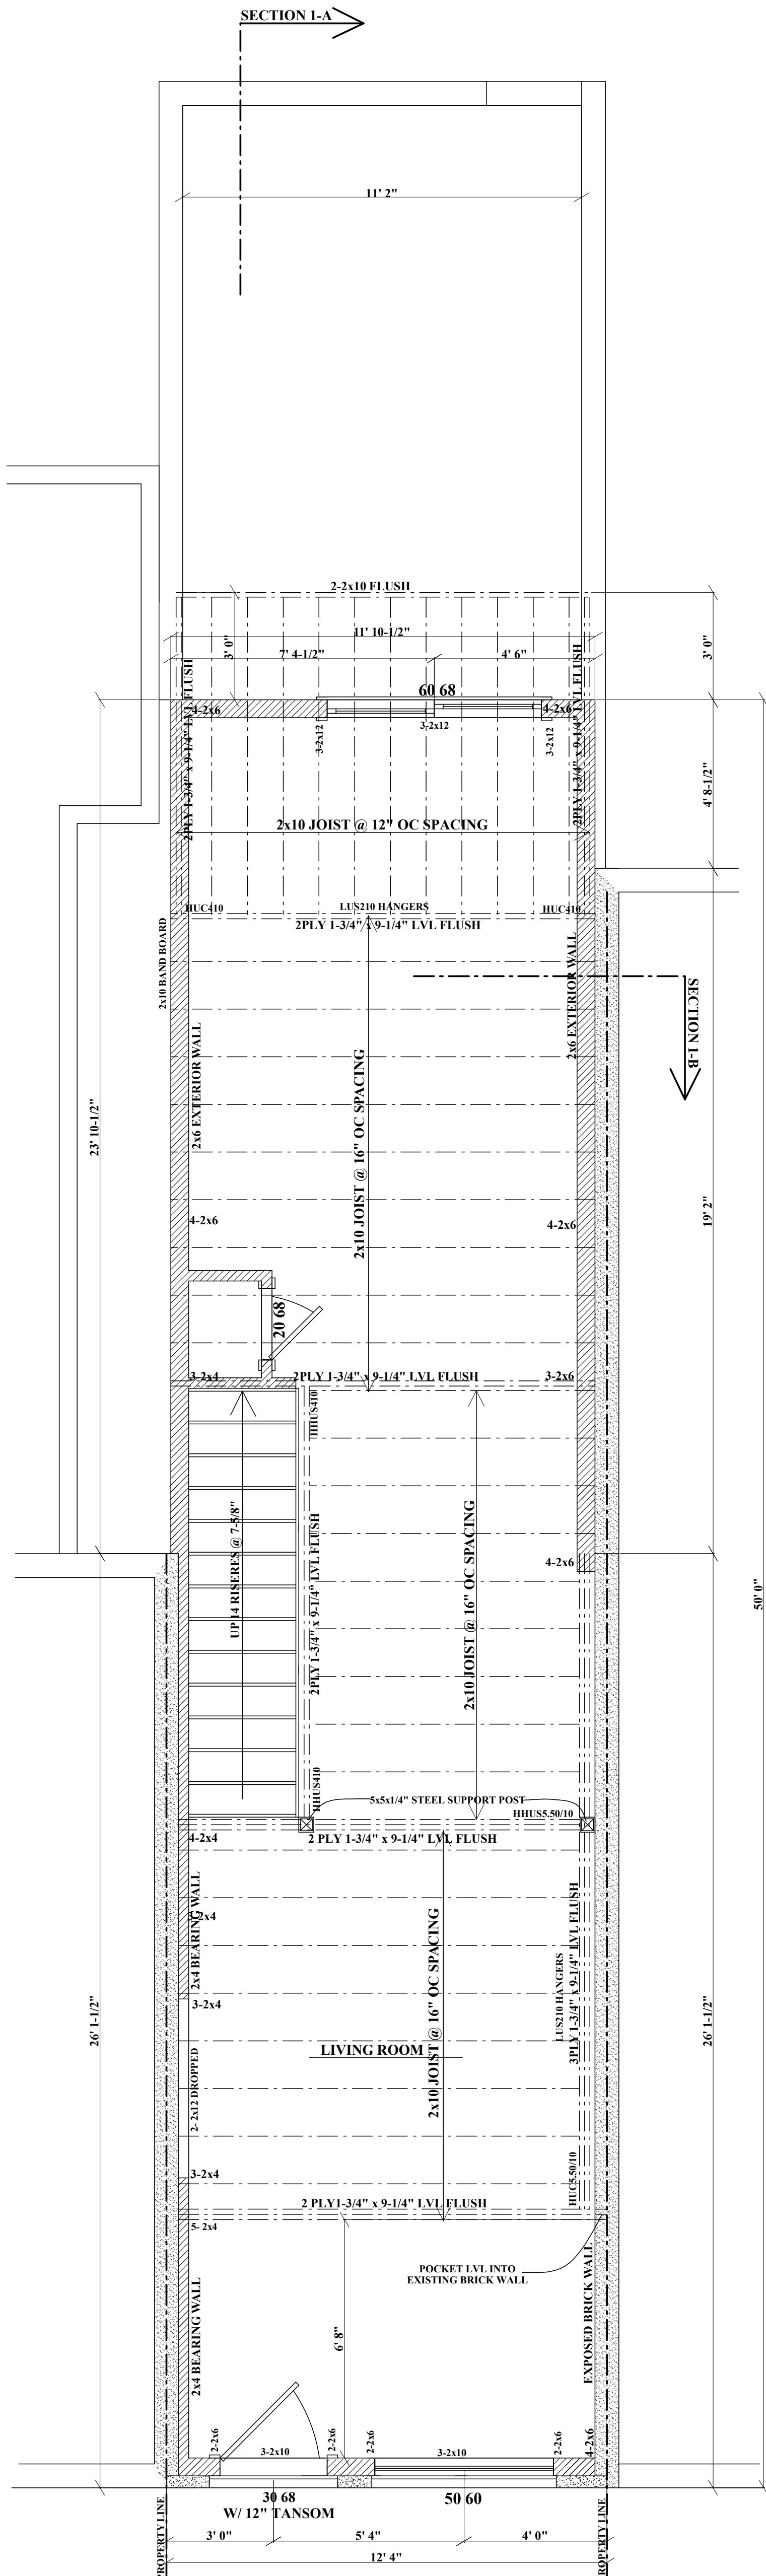 SECTION 1-A
11' 2"
2-2x10 FLUSH
11' 10-1/2"
3' 0"
3' 0"
7' 4-1/2"
4' 6"
60 68
4-2x6
4-2x6
3-2x12
3-2x12
3-2x12
2PLY 1-3/4" x 9-1/4" LVL FLUSH
2PLY 1-3/4" x 9-1/4" LVL FLUSH
4' 8-1/2"
2x10 JOIST @ 12" OC SPACING
HUC410
LUS210 HANGERS
HUC410
2PLY 1-3/4" x 9-1/4" LVL FLUSH
2x10 BAND BOARD
2x6 EXTERIOR WALL
2x6 EXTERIOR WALL
SECTION 1-B
2x10 JOIST @ 16" OC SPACING
23' 10-1/2"
19' 2"
4-2x6
4-2x6
20 68
3-2x4
2PLY 1-3/4" x 9-1/4" LVL FLUSH
3-2x6
HHUS410
UP 14 RISERES @ 7-5/8"
2PLY 1-3/4" x 9-1/4" LVL FLUSH
2x10 JOIST @ 16" OC SPACING
4-2x6
50' 0"
HHUS410
5x5x1/4" STEEL SUPPORT POST
HHUS5.50/10
4-2x4
2 PLY 1-3/4" x 9-1/4" LVL FLUSH
2x4 BEARING WALL
3-2x4
3-2x4
2x10 JOIST @ 16" OC SPACING
LUS210 HANGERS
3PLY 1-3/4" x 9-1/4" LVL FLUSH
26' 1-1/2"
26' 1-1/2"
LIVING ROOM
2- 2x12 DROPPED
3-2x4
HUC5.50/10
2 PLY1-3/4" x 9-1/4" LVL FLUSH
5- 2x4
POCKET LVL INTO
EXISTING BRICK WALL
EXPOSED BRICK WALL
2x4 BEARING WALL
6' 8"
2-2x6
3-2x10
2-2x6
2-2x6
3-2x10
2-2x6
4-2x6
30 68
W/ 12" TANSOM
50 60
PROPERTY LINE
PROPERTY LINE
3' 0"
5' 4"
4' 0"
12' 4"